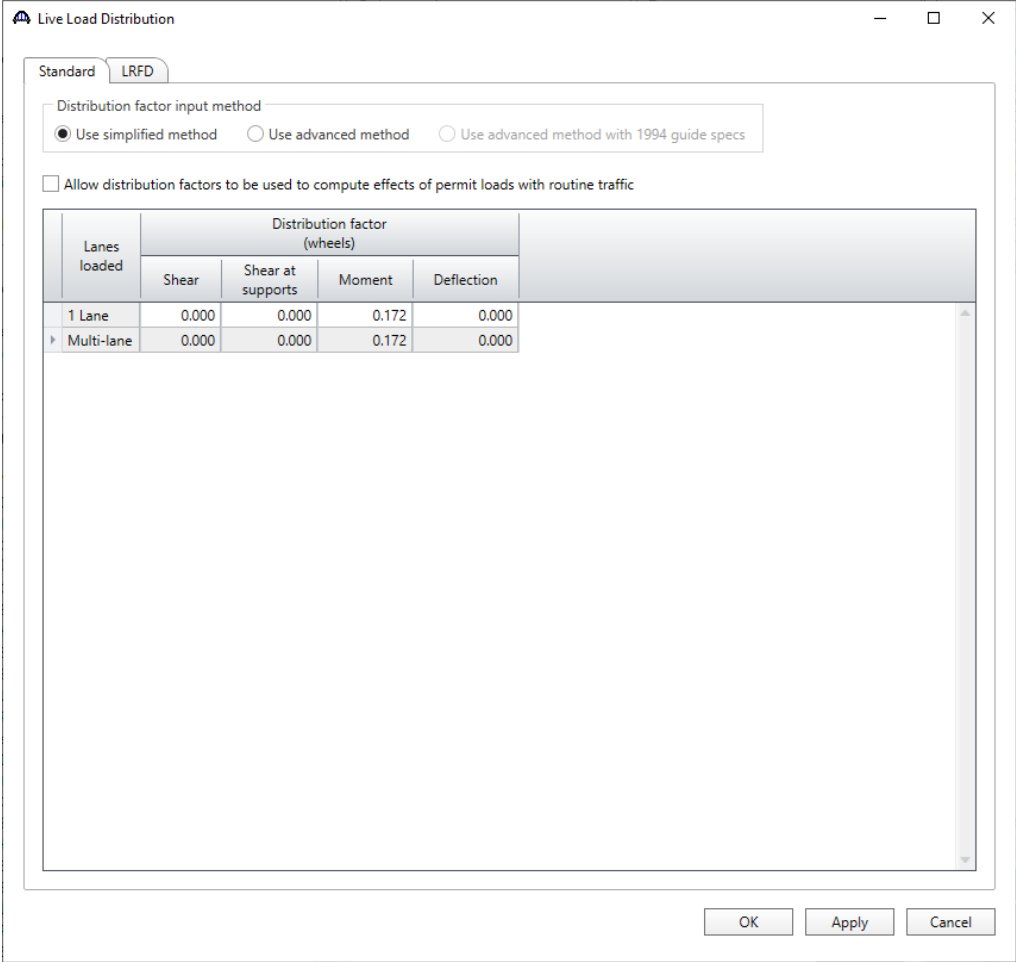 Live Load Distribution
Standard LRFD
Distribution factor input method
Use simplified method Use advanced method Use advanced method with 1994 guide specs
Allow distribution factors to be used to compute effects of permit loads with routine traffic
Lanes loaded
Distribution factor
(wheels)
Shear Shear at supports Moment Deflection
1 Lane 0.000 0.000 0.172 0.000
Multi-lane 0.000 0.000 0.172 0.000
OK Apply Cancel